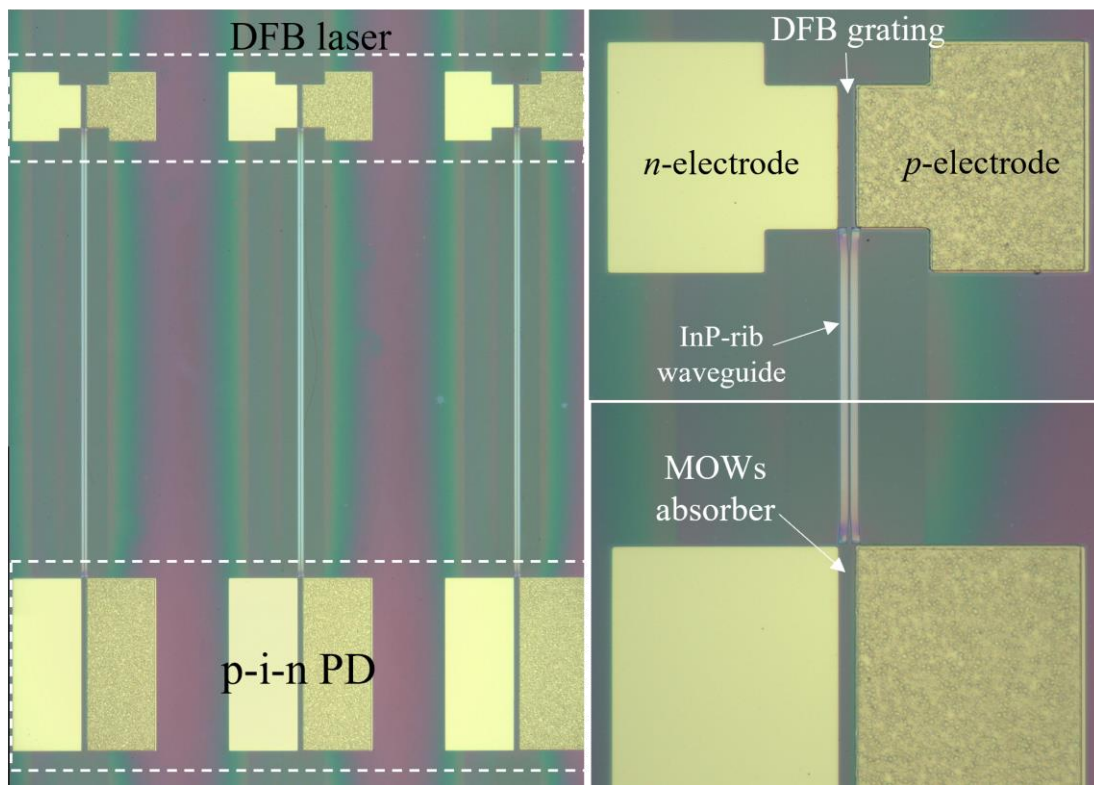 DFB laser
p-i-n PD
DFB grating
n-electrode
p-electrode
InP-rib
waveguide
MOWs
absorber